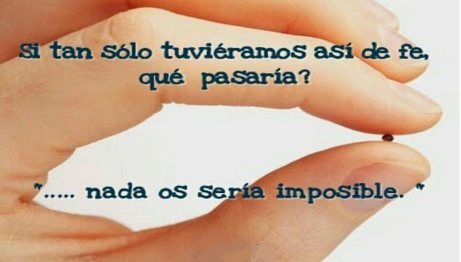 Si tan sólo tuviéramos así de fe,
qué pasaría?
"..... nada os sería imposible. "